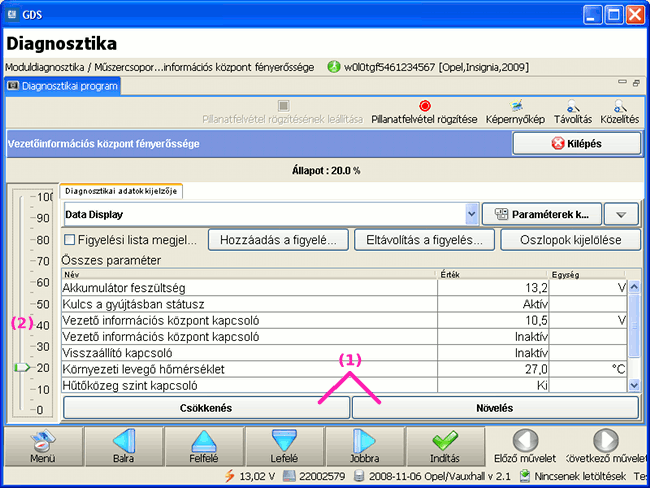 GDS
Diagnosztika
Moduldiagnosztika / Műszercsopor...információs központ fényerőssége w0l0tgf5461234567 [Opel,Insignia,2009]
Diagnosztikai program
Pillanatfelvétel rögzítésének leállítása Pillanatfelvétel rögzítése Képernyőkép Távolítás Közelítés
Vezetőinformációs központ fényerőssége Kilépés
Állapot : 20.0 %
Diagnosztikai adatok kijelzője
Data Display Paraméterek k...
Figyelési lista megjel... Hozzáadás a figyelé... Eltávolítás a figyelés... Oszlopok kijelölése
Összes paraméter
Név Érték Egység
Akkumulátor feszültség 13,2 V
Kulcs a gyújtásban státusz Aktív
Vezető információs központ kapcsoló 10,5 V
Vezető információs központ kapcsoló Inaktív
Visszaállító kapcsoló Inaktív
Környezeti levegő hőmérséklet 27,0 °C
Hűtőközeg szint kapcsoló Ki
100
90
80
70
60
50
40
30
20
10
0
(2)
(1)
Csökkenés Növelés
Menü Balra Felfelé Lefelé Jobbra Indítás Előző művelet következő művelet
13,02 V 22002579 2008-11-06 Opel/Vauxhall v 2.1 Nincsenek letöltések